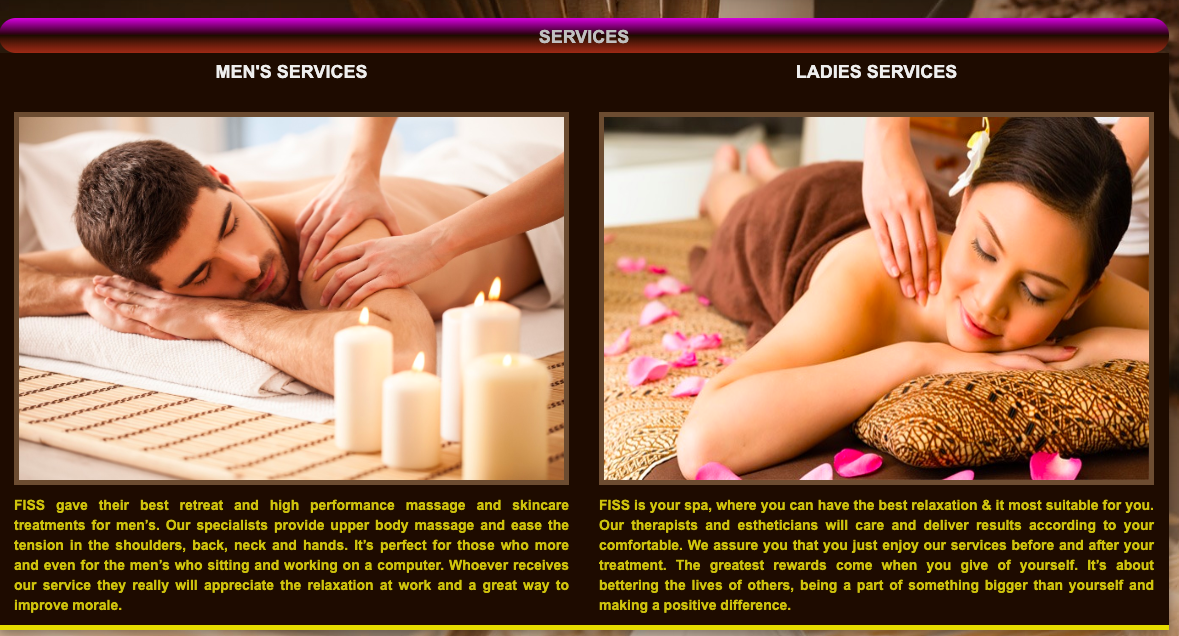 SERVICES
MEN'S SERVICES
LADIES SERVICES
FISS gave their best retreat and high performance massage and skincare
treatments for men’s. Our specialists provide upper body massage and ease the
tension in the shoulders, back, neck and hands. It’s perfect for those who more
and even for the men’s who sitting and working on a computer. Whoever receives
our service they really will appreciate the relaxation at work and a great way to
improve morale.
FISS is your spa, where you can have the best relaxation & it most suitable for you.
Our therapists and estheticians will care and deliver results according to your
comfortable. We assure you that you just enjoy our services before and after your
treatment. The greatest rewards come when you give of yourself. It’s about
bettering the lives of others, being a part of something bigger than yourself and
making a positive difference.